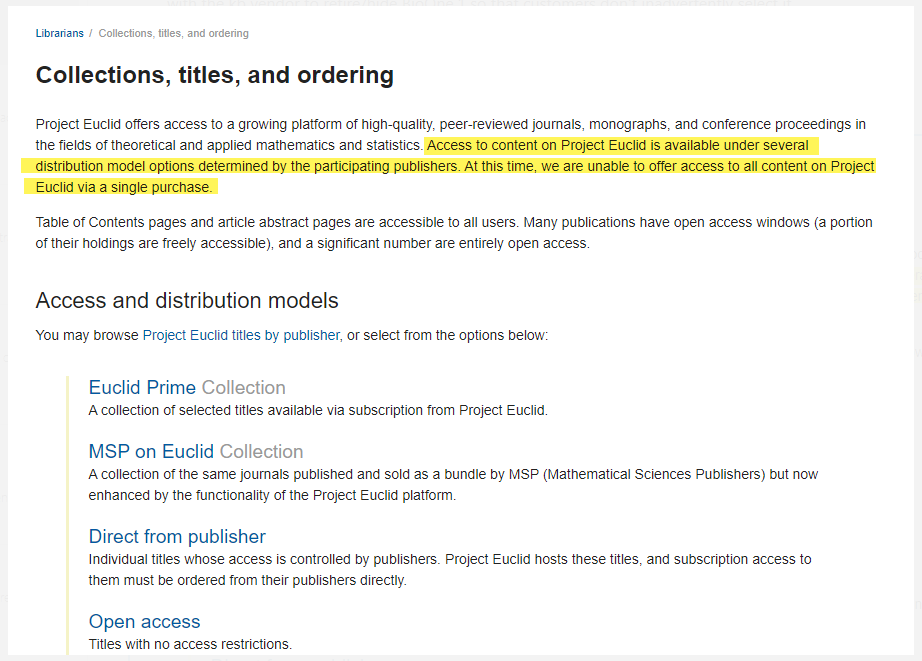 Librarians / Collections, titles, and ordering
Collections, titles, and ordering
Project Euclid offers access to a growing platform of high-quality, peer-reviewed journals, monographs, and conference proceedings in
the fields of theoretical and applied mathematics and statistics. Access to content on Project Euclid is available under several
distribution model options determined by the participating publishers. At this time, we are unable to offer access to all content on Project
Euclid via a single purchase.
Table of Contents pages and article abstract pages are accessible to all users. Many publications have open access windows (a portion
of their holdings are freely accessible), and a significant number are entirely open access.
Access and distribution models
You may browse Project Euclid titles by publisher, or select from the options below:
Euclid Prime Collection
A collection of selected titles available via subscription from Project Euclid.
MSP on Euclid Collection
A collection of the same journals published and sold as a bundle by MSP (Mathematical Sciences Publishers) but now
enhanced by the functionality of the Project Euclid platform.
Direct from publisher
Individual titles whose access is controlled by publishers. Project Euclid hosts these titles, and subscription access to
them must be ordered from their publishers directly.
Open access
Titles with no access restrictions.